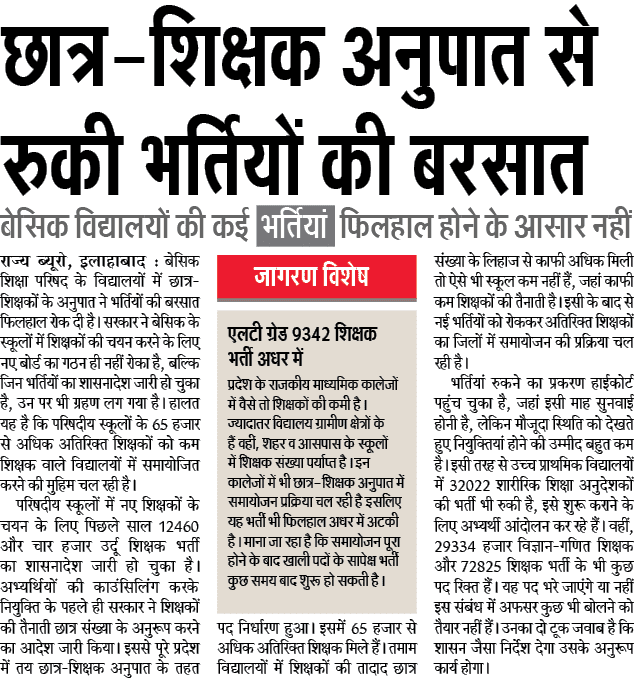 छात्र-शिक्षक अनुपात से
रुकी भर्तियों की बरसात
बेसिक विद्यालयों की कई भर्तियां फिलहाल होने के आसार नहीं
राज्य ब्यूरो, इलाहाबाद : बेसिक
शिक्षा परिषद के विद्यालयों में छात्र-
शिक्षकों के अनुपात ने भर्तियों की बरसात
फिलहाल रोक दी है। सरकार ने बेसिक के
स्कूलों में शिक्षकों की चयन करने के लिए
नए बोर्ड का गठन ही नहीं रोका है, बल्कि
जिन भर्तियों का शासनादेश जारी हो चुका
है, उन पर भी ग्रहण लग गया है। हालत
यह है कि परिषदीय स्कूलों के 65 हजार
से अधिक अतिरिक्त शिक्षकों को कम
शिक्षक वाले विद्यालयों में समायोजित
करने की मुहिम चल रही है।
परिषदीय स्कूलों में नए शिक्षकों के
चयन के लिए पिछले साल 12460
और चार हजार उर्दू शिक्षक भर्ती
का शासनादेश जारी हो चुका है।
अभ्यर्थियों की काउंसिलिंग करके
नियुक्ति के पहले ही सरकार ने शिक्षकों
की तैनाती छात्र संख्या के अनुरूप करने
का आदेश जारी किया। इससे पूरे प्रदेश
में तय छात्र-शिक्षक अनुपात के तहत
जागरण विशेष
एलटी ग्रेड 9342 शिक्षक
भर्ती अधर में
प्रदेश के राजकीय माध्यमिक कालेजों
में वैसे तो शिक्षकों की कमी है।
ज्यादातर विद्यालय ग्रामीण क्षेत्रों के
हैं वहीं, शहर व आसपास के स्कूलों
में शिक्षक संख्या पर्याप्त है। इन
कालेजों में भी छात्र-शिक्षक अनुपात में
समायोजन प्रक्रिया चल रही है इसलिए
यह भर्ती भी फिलहाल अधर में अटकी
है। माना जा रहा है कि समायोजन पूरा
होने के बाद खाली पदों के सापेक्ष भर्ती
कुछ समय बाद शुरू हो सकती है।
पद निर्धारण हुआ। इसमें 65 हजार से
अधिक अतिरिक्त शिक्षक मिले हैं। तमाम
विद्यालयों में शिक्षकों की तादाद छात्र
संख्या के लिहाज से काफी अधिक मिली
तो ऐसे भी स्कूल कम नहीं हैं, जहां काफी
कम शिक्षकों की तैनाती है। इसी के बाद से
नई भर्तियों को रोककर अतिरिक्त शिक्षकों
का जिलों में समायोजन की प्रक्रिया चल
रही है।
भर्तियां रुकने का प्रकरण हाईकोर्ट
पहुंच चुका है, जहां इसी माह सुनवाई
होनी है, लेकिन मौजूदा स्थिति को देखते
हुए नियुक्तियां होने की उम्मीद बहुत कम
है। इसी तरह से उच्च प्राथमिक विद्यालयों
में 32022 शारीरिक शिक्षा अनुदेशकों
की भर्ती भी रुकी है, इसे शुरू कराने के
लिए अभ्यर्थी आंदोलन कर रहे हैं। वहीं,
29334 हजार विज्ञान-गणित शिक्षक
और 72825 शिक्षक भर्ती के भी कुछ
पद रिक्त हैं। यह पद भरे जाएंगे या नहीं
इस संबंध में अफसर कुछ भी बोलने को
तैयार नहीं हैं। उनका दो टूक जवाब है कि
शासन जैसा निर्देश देगा उसके अनुरूप
कार्य होगा।